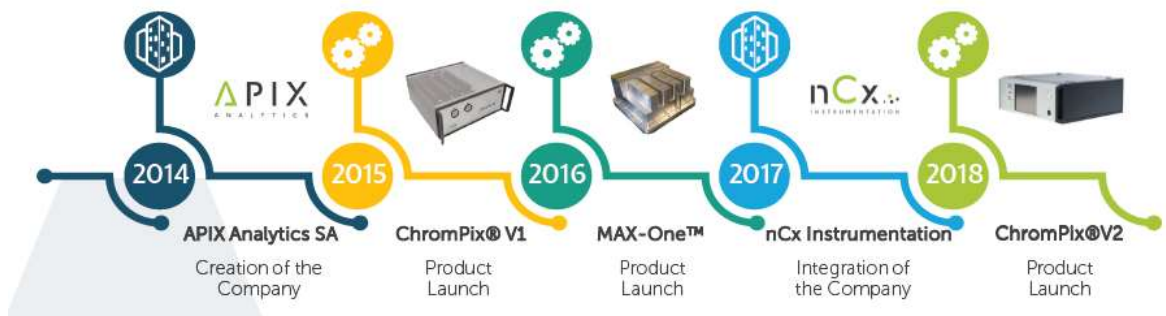 APIX
ANALYTICS
nCx
INSTRUMENTATION
2014
2015
2016
2017
2018
APIX Analytics SA
ChromPix® V1
MAX-One™
nCx Instrumentation
ChromPix®V2
Creation of the
Company
Product
Launch
Product
Launch
Integration of
the Company
Product
Launch